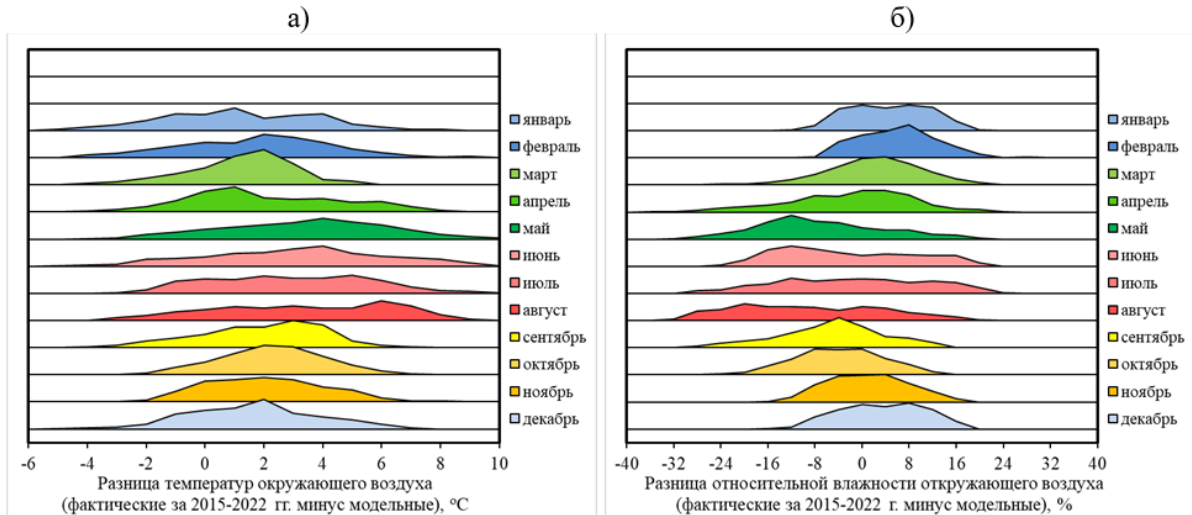 а)
январь
февраль
март
апрель
май
июнь
июль
август
сентябрь
октябрь
ноябрь
декабрь
-6 -4 -2 0 2 4 6 8 10
Разница температур окружающего воздуха
(фактические за 2015-2022 гг. минус модельные), °C
б)
январь
февраль
март
апрель
май
июнь
июль
август
сентябрь
октябрь
ноябрь
декабрь
-40 -32 -24 -16 -8 0 8 16 24 32 40
Разница относительной влажности откружающего воздуха
(фактические за 2015-2022 г. минус модельные), %